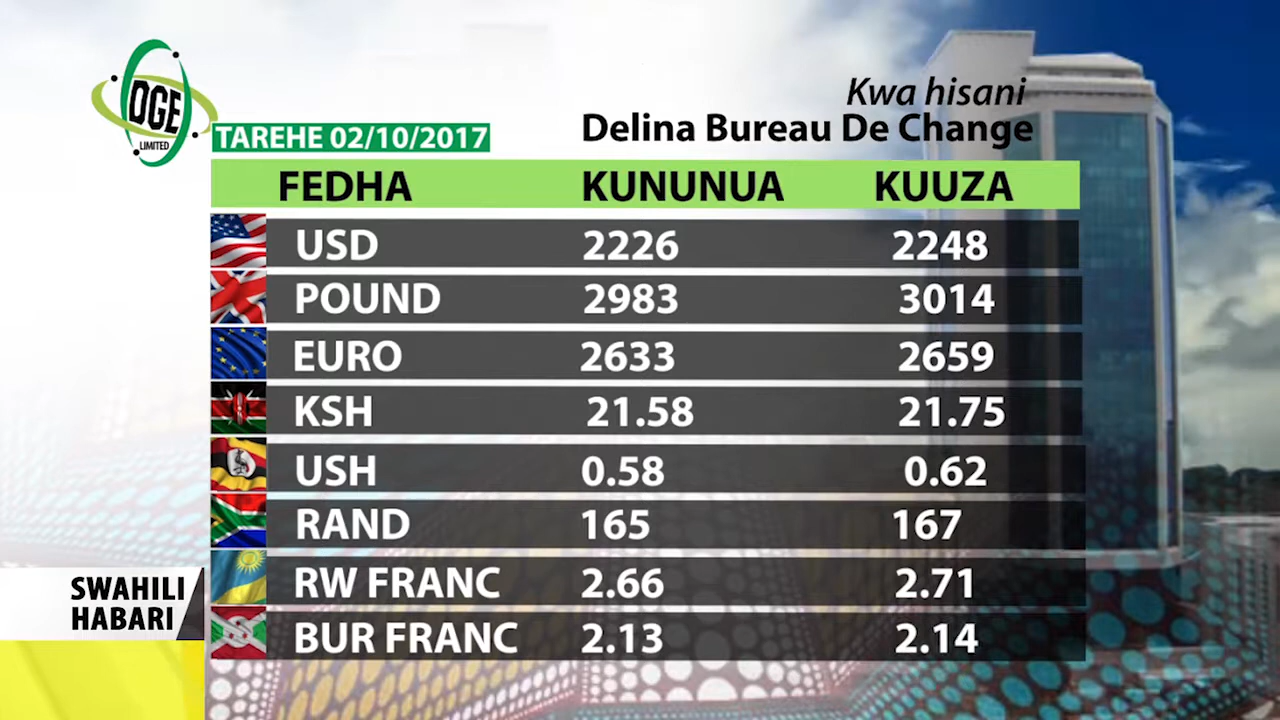 DGE
LIMITED
Kwa hisani
TAREHE 02/10/2017 Delina Bureau De Change
FEDHA KUNUNUA KUUZA
USD 2226 2248
POUND 2983 3014
EURO 2633 2659
KSH 21.58 21.75
USH 0.58 0.62
RAND 165 167
RW FRANC 2.66 2.71
BUR FRANC 2.13 2.14
SWAHILI
HABARI